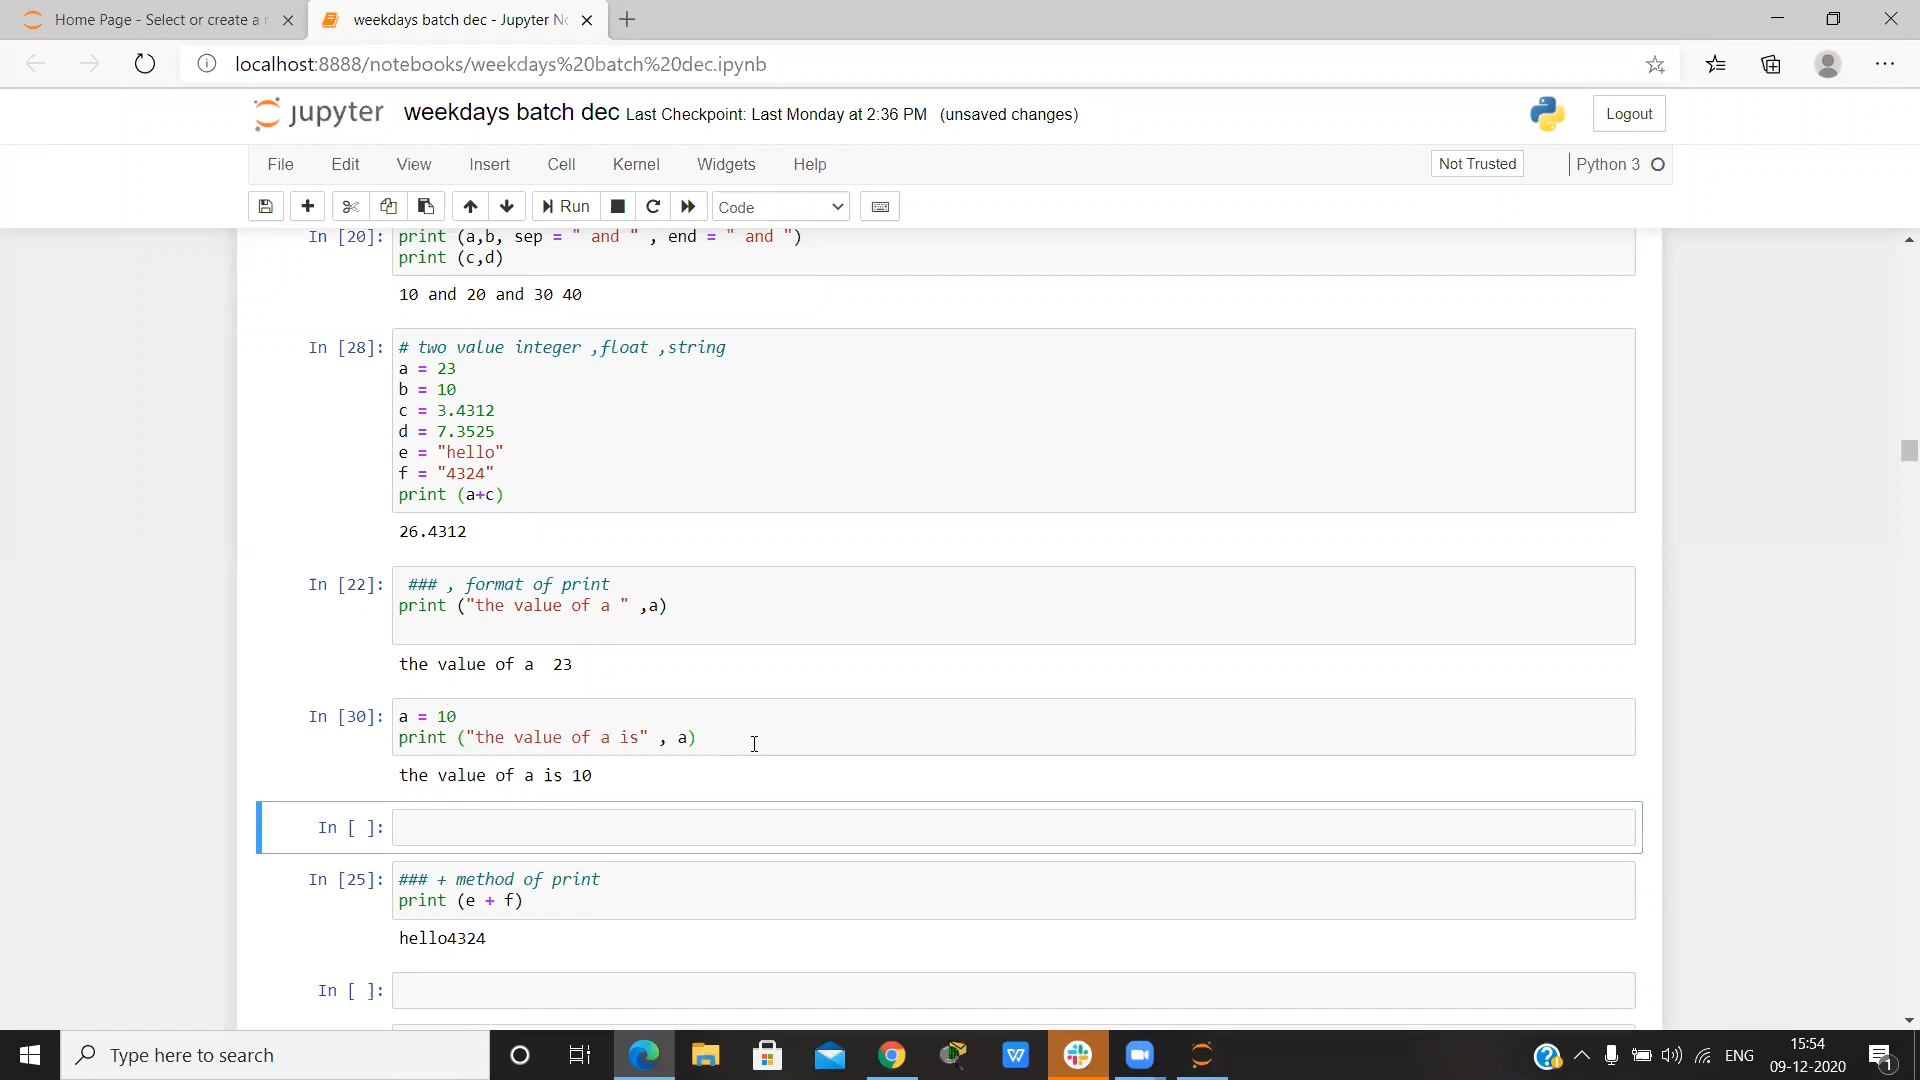 Home Page - Select or create a n
weekdays batch dec - Jupyter No
localhost:8888/notebooks/weekdays%20batch%20dec.ipynb
jupyter weekdays batch dec Last Checkpoint: Last Monday at 2:36 PM (unsaved changes)
Logout
File Edit View Insert Cell Kernel Widgets Help
Not Trusted
Python 3
Run
Code
In [20]: print (a,b, sep = " and " , end = " and ")
print (c,d)
10 and 20 and 30 40
In [28]: # two value integer ,float ,string
a = 23
b = 10
c = 3.4312
d = 7.3525
e = "hello"
f = "4324"
print (a+c)
26.4312
In [22]: ### , format of print
print ("the value of a " ,a)
the value of a  23
In [30]: a = 10
print ("the value of a is" , a)
the value of a is 10
In [ ]:
In [25]: ### + method of print
print (e + f)
hello4324
In [ ]:
Type here to search
ENG
15:54
09-12-2020
1